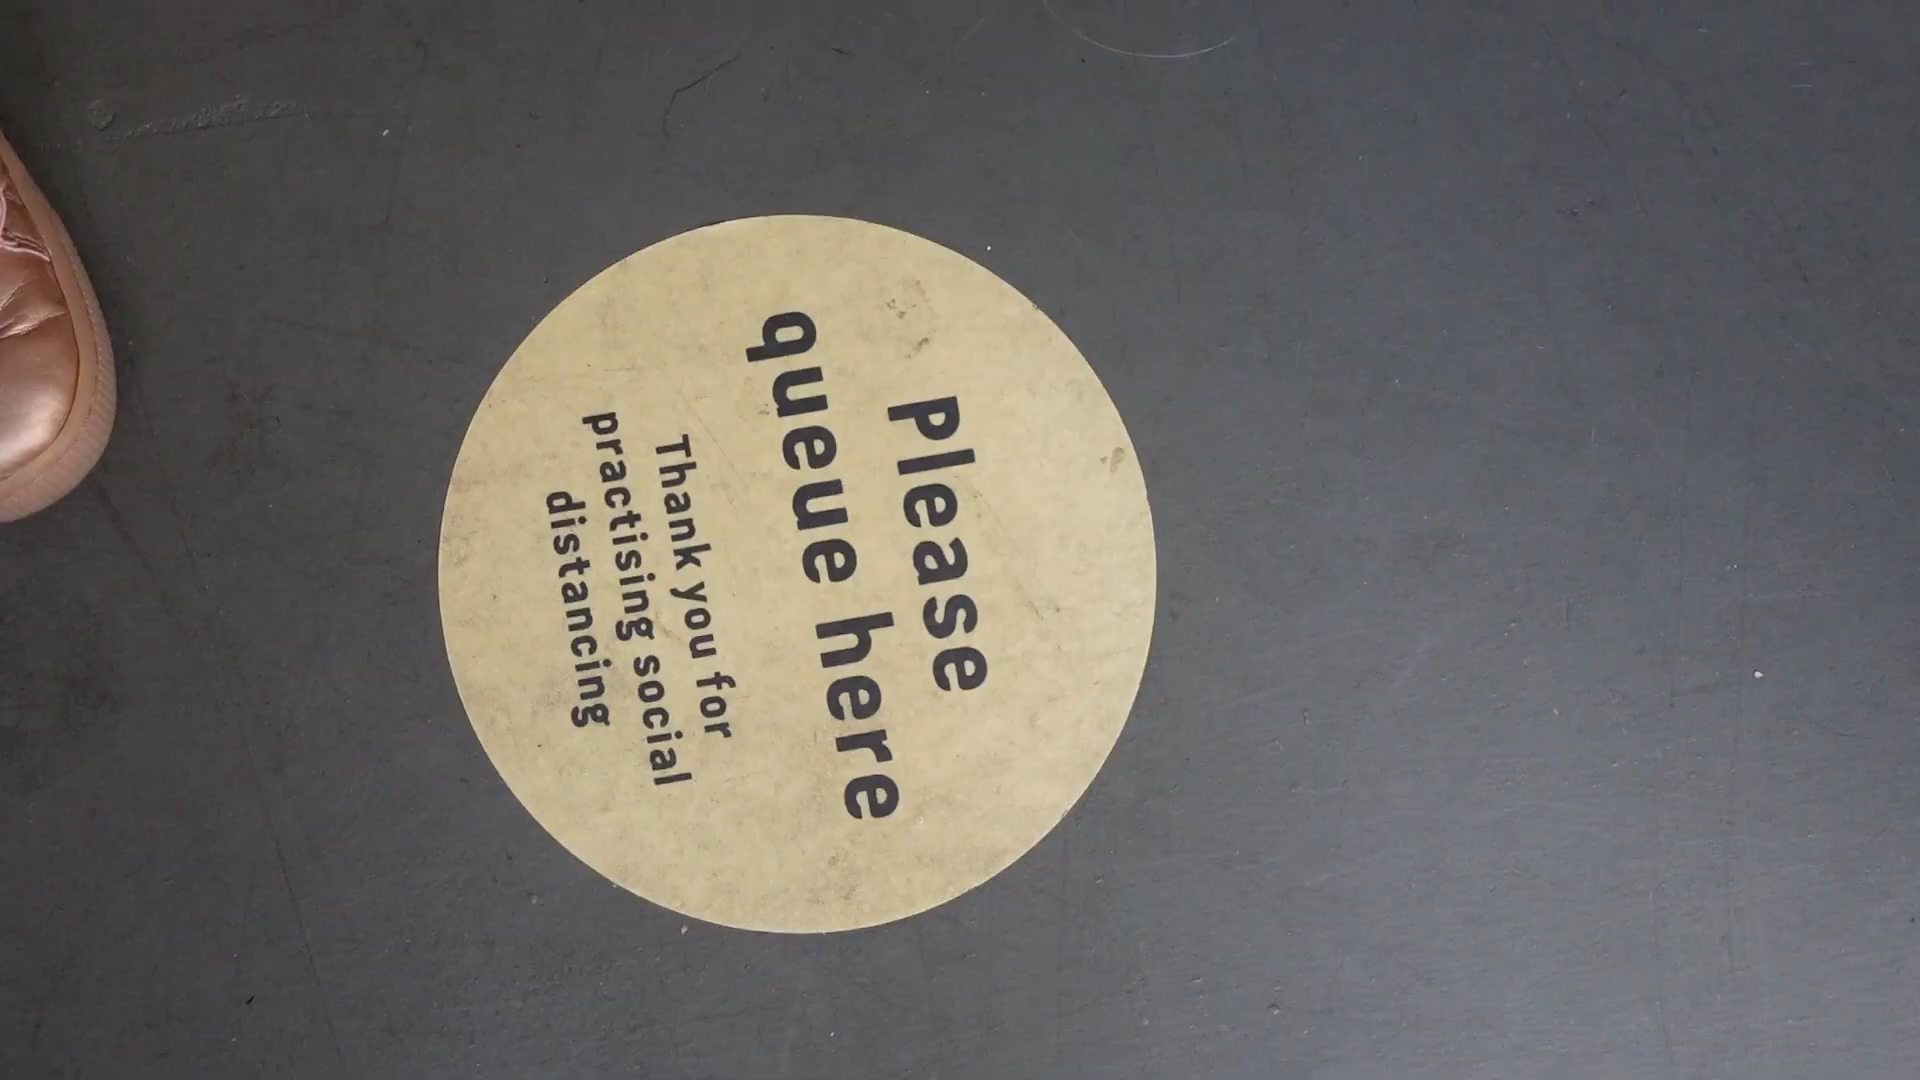 Please
queue here
Thank you for
practising social
distancing